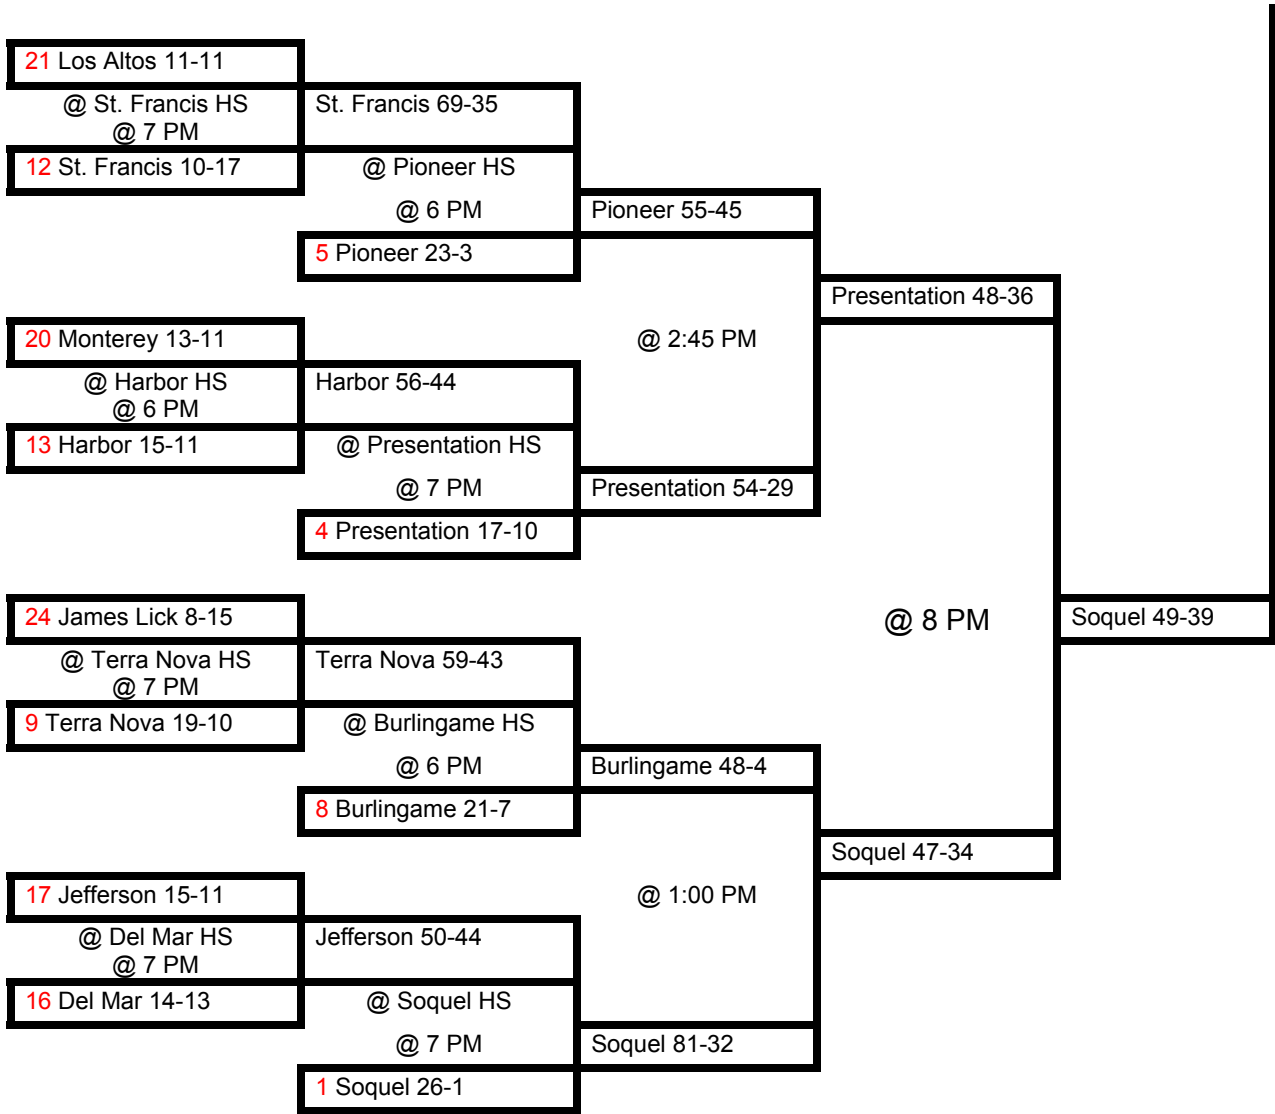 21 Los Altos 11-11
@ St. Francis HS
@ 7 PM
St. Francis 69-35
12 St. Francis 10-17
@ Pioneer HS
@ 6 PM
Pioneer 55-45
5 Pioneer 23-3
Presentation 48-36
20 Monterey 13-11
@ 2:45 PM
@ Harbor HS
@ 6 PM
Harbor 56-44
13 Harbor 15-11
@ Presentation HS
@ 7 PM
Presentation 54-29
4 Presentation 17-10
24 James Lick 8-15
@ 8 PM
Soquel 49-39
@ Terra Nova HS
@ 7 PM
Terra Nova 59-43
9 Terra Nova 19-10
@ Burlingame HS
@ 6 PM
Burlingame 48-4
8 Burlingame 21-7
Soquel 47-34
17 Jefferson 15-11
@ 1:00 PM
@ Del Mar HS
@ 7 PM
Jefferson 50-44
16 Del Mar 14-13
@ Soquel HS
@ 7 PM
Soquel 81-32
1 Soquel 26-1